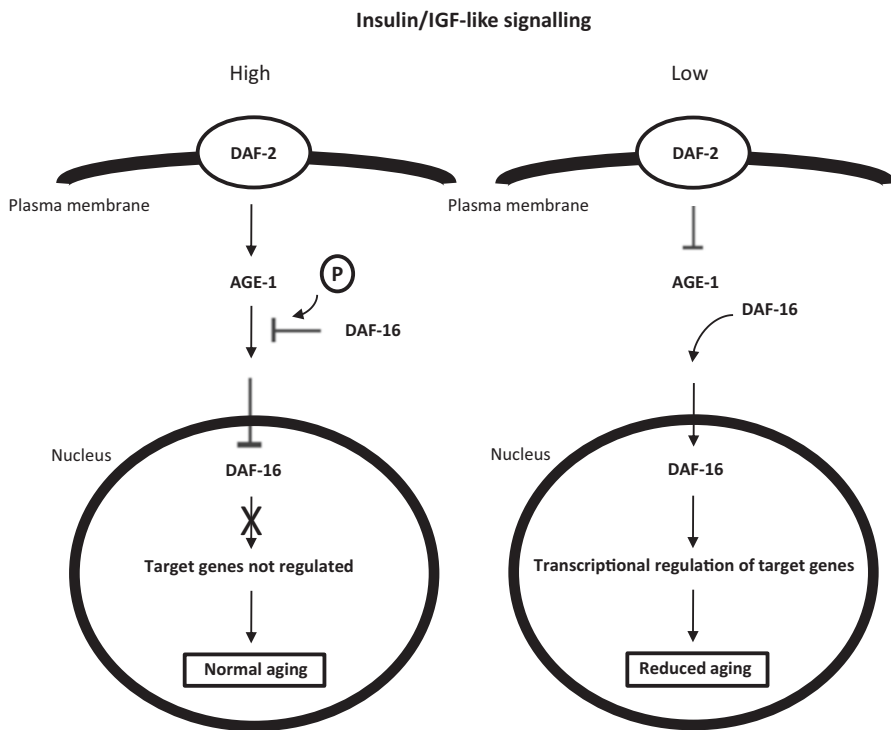 Insulin/IGF-like signalling
High
DAF-2
Plasma membrane
AGE-1
P
DAF-16
Nucleus
DAF-16
X
Target genes not regulated
Normal aging
Low
DAF-2
Plasma membrane
AGE-1
DAF-16
Nucleus
DAF-16
Transcriptional regulation of target genes
Reduced aging